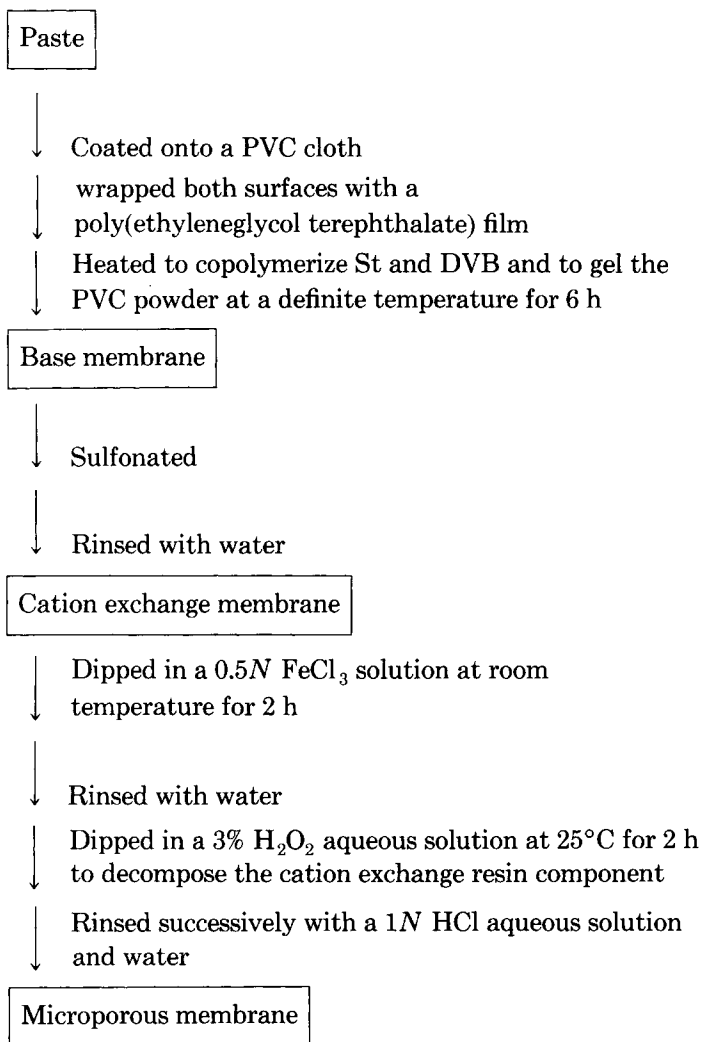 Paste
Coated onto a PVC cloth
wrapped both surfaces with a
poly(ethyleneglycol terephthalate) film
Heated to copolymerize St and DVB and to gel the
PVC powder at a definite temperature for 6 h
Base membrane
Sulfonated
Rinsed with water
Cation exchange membrane
Dipped in a 0.5N FeCl₃ solution at room
temperature for 2 h
Rinsed with water
Dipped in a 3% H₂O₂ aqueous solution at 25°C for 2 h
to decompose the cation exchange resin component
Rinsed successively with a 1N HCl aqueous solution
and water
Microporous membrane